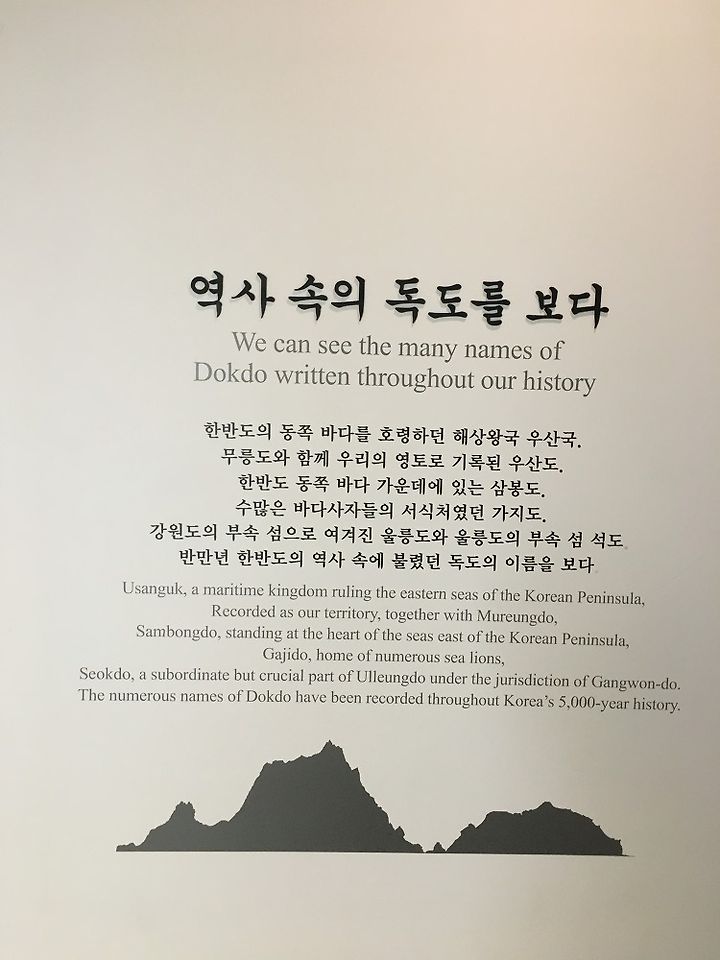 역사 속의 독도를 보다
We can see the many names of
Dokdo written throughout our history
한반도의 동쪽 바다를 호령하던 해상왕국 우산국.
무릉도와 함께 우리의 영토로 기록된 우산도.
한반도 동쪽 바다 가운데에 있는 삼봉도.
수많은 바다사자들의 서식처였던 가지도.
강원도의 부속 섬으로 여겨진 울릉도와 울릉도의 부속 섬 석도.
반만년 한반도의 역사 속에 불렸던 독도의 이름을 보다.
Usanguk, a maritime kingdom ruling the eastern seas of the Korean Peninsula,
Recorded as our territory, together with Mureungdo,
Sambongdo, standing at the heart of the seas east of the Korean Peninsula,
Gajido, home of numerous sea lions,
Seokdo, a subordinate but crucial part of Ulleungdo under the jurisdiction of Gangwon-do.
The numerous names of Dokdo have been recorded throughout Korea's 5,000-year history.